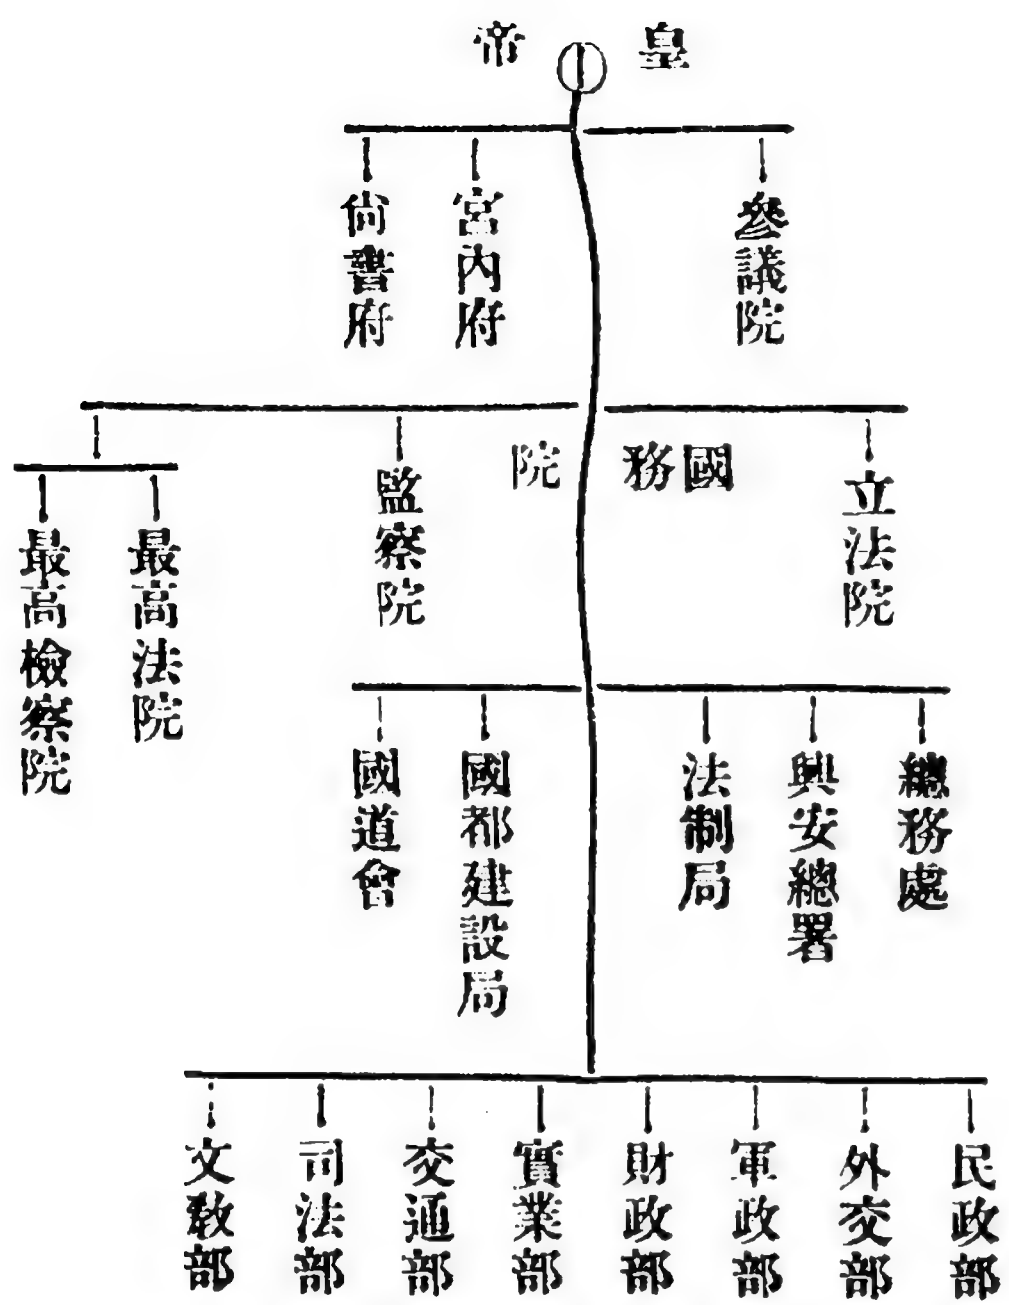 皇帝
參議院
宮內府
尙書府
立法院
國務院
監察院
最高法院
最高檢察院
總務處
興安總署
法制局
國都建設局
國道會
民政部
外交部
軍政部
財政部
實業部
交通部
司法部
文敎部